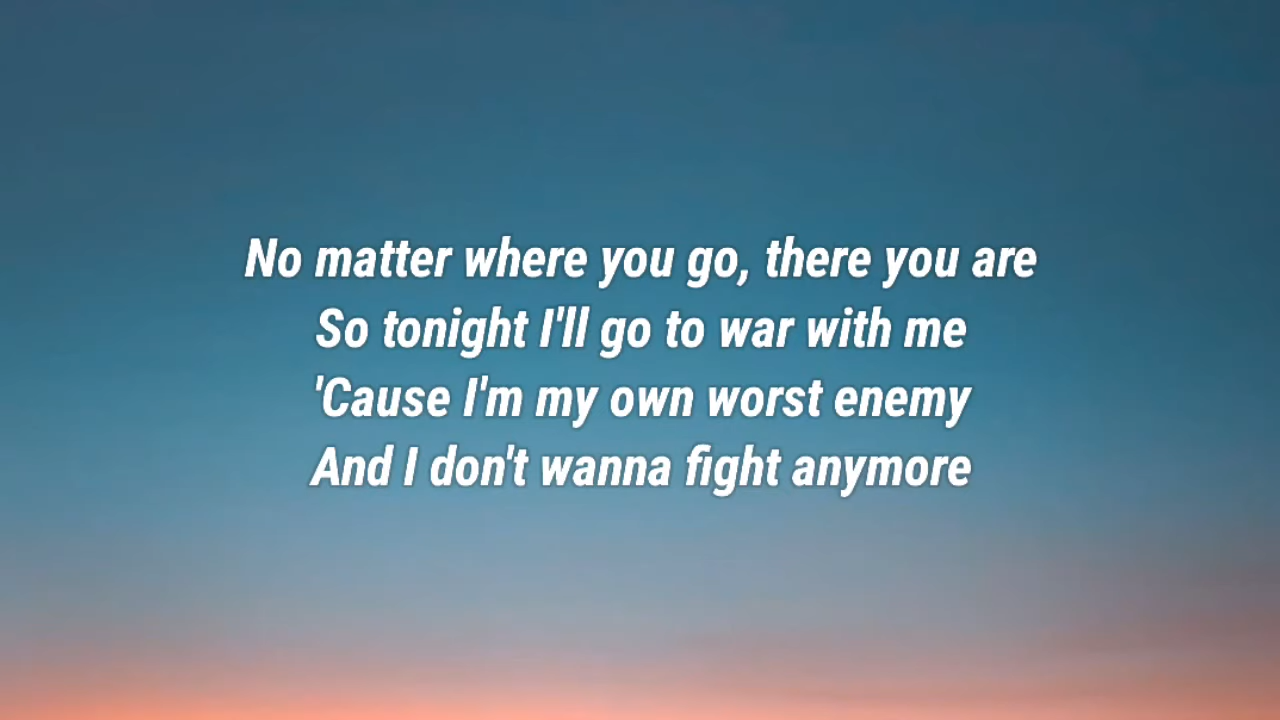 No matter where you go, there you are
So tonight I'll go to war with me
'Cause I'm my own worst enemy
And I don't wanna fight anymore